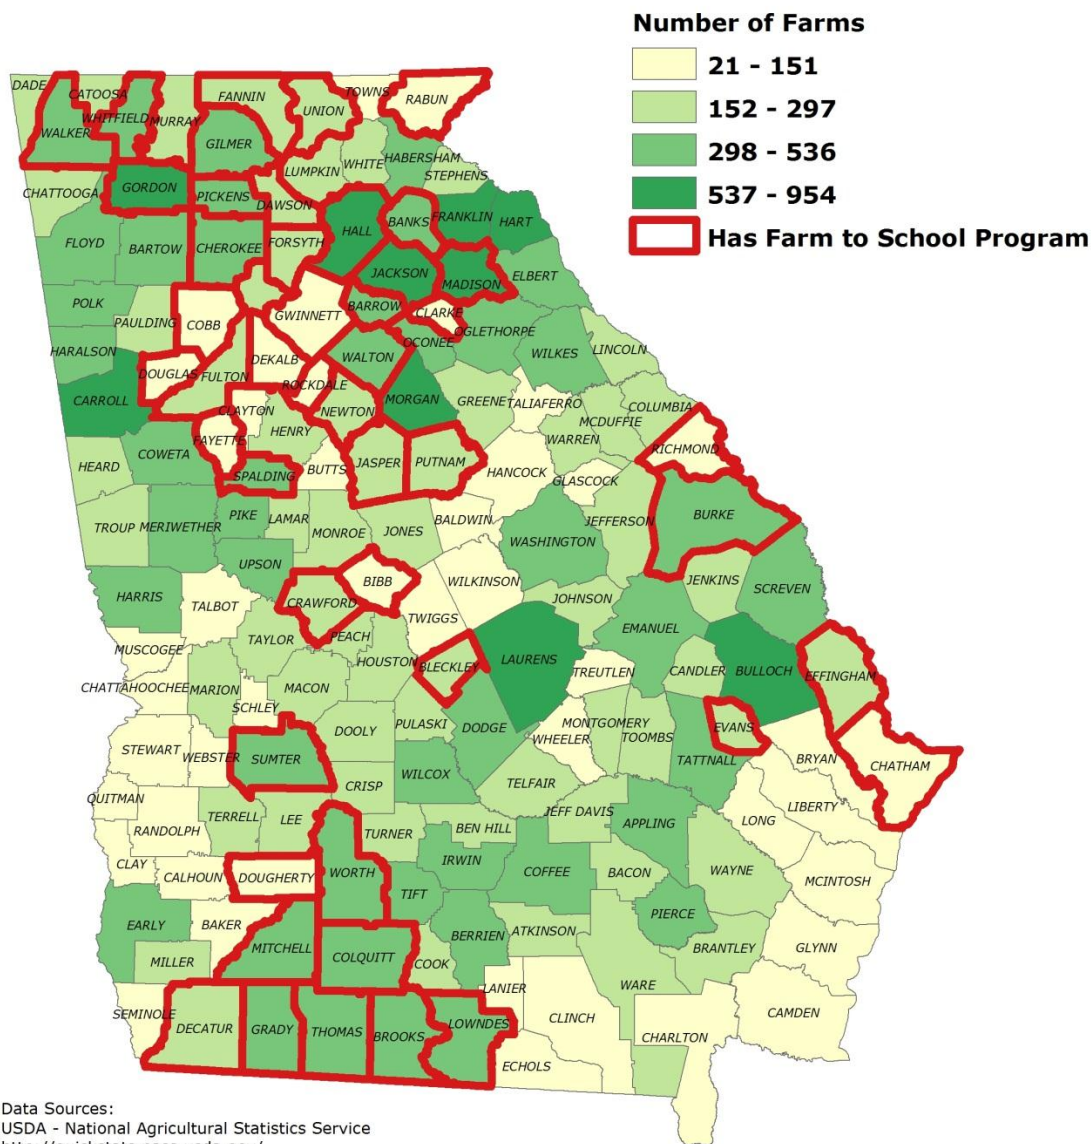 Number of Farms
21 - 151
152 - 297
298 - 536
537 - 954
Has Farm to School Program
DADE
CATOOSA
WHITFIELD
WALKER
MURRAY
FANNIN
UNION
TOWNS
RABUN
GILMER
CHATTOOGA
GORDON
PICKENS
LUMPKIN
WHITE
HABERSHAM
STEPHENS
DAWSON
FLOYD
BARTOW
CHEROKEE
FORSYTH
HALL
BANKS
FRANKLIN
HART
JACKSON
MADISON
ELBERT
POLK
PAULDING
COBB
GWINNETT
BARROW
CLARKE
OCONEE
OGLETHORPE
HARALSON
DOUGLAS
FULTON
DEKALB
ROCKDALE
WALTON
WILKES
LINCOLN
CARROLL
CLAYTON
NEWTON
MORGAN
GREENE
TALIAFERRO
COLUMBIA
MCDUFFIE
FAYETTE
HENRY
WARREN
RICHMOND
HEARD
COWETA
SPALDING
BUTTS
JASPER
PUTNAM
HANCOCK
GLASCOCK
TROUP
MERIWETHER
PIKE
LAMAR
MONROE
JONES
BALDWIN
WASHINGTON
JEFFERSON
BURKE
UPSON
BIBB
WILKINSON
JENKINS
SCREVEN
HARRIS
TALBOT
CRAWFORD
TWIGGS
JOHNSON
EMANUEL
MUSCOGEE
TAYLOR
PEACH
HOUSTON
BLECKLEY
LAURENS
TREUTLEN
CANDLER
BULLOCH
EFFINGHAM
CHATTAHOOCHEE
MARION
MACON
SCHLEY
DOOLY
PULASKI
DODGE
WHEELER
MONTGOMERY
TOOMBS
EVANS
TATTNALL
BRYAN
CHATHAM
STEWART
WEBSTER
SUMTER
CRISP
WILCOX
TELFAIR
LIBERTY
LONG
QUITMAN
RANDOLPH
TERRELL
LEE
TURNER
BEN HILL
JEFF DAVIS
APPLING
WAYNE
MCINTOSH
CLAY
CALHOUN
DOUGHERTY
WORTH
TIFT
IRWIN
COFFEE
BACON
EARLY
BAKER
MITCHELL
COLQUITT
BERRIEN
ATKINSON
PIERCE
BRANTLEY
GLYNN
MILLER
COOK
LANIER
WARE
CLINCH
CAMDEN
SEMINOLE
DECATUR
GRADY
THOMAS
BROOKS
LOWNDES
ECHOLS
CHARLTON
Data Sources:
USDA - National Agricultural Statistics Service